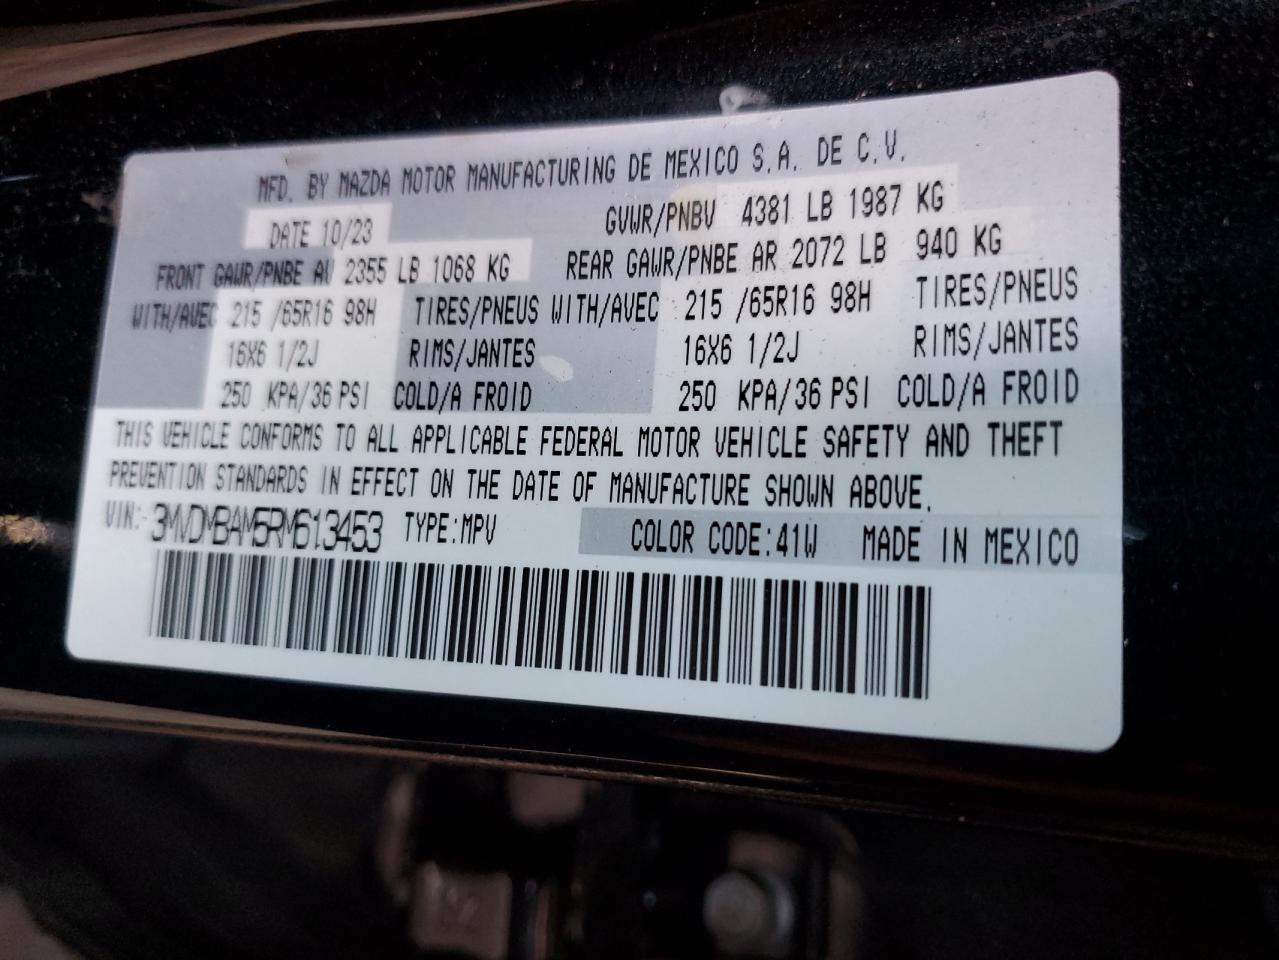 MFD. BY MAZDA MOTOR MANUFACTURING DE MEXICO S.A. DE C.V.
DATE 10/23 GVWR/PNBV 4381 LB 1987 KG
FRONT GAWR/PNBE AV 2355 LB 1068 KG REAR GAWR/PNBE AR 2072 LB 940 KG
WITH/AVEC 215 /65R16 98H TIRES/PNEUS WITH/AVEC 215 /65R16 98H TIRES/PNEUS
16X6 1/2J RIMS/JANTES 16X6 1/2J RIMS/JANTES
250 KPA/36 PSI COLD/A FROID 250 KPA/36 PSI COLD/A FROID
THIS VEHICLE CONFORMS TO ALL APPLICABLE FEDERAL MOTOR VEHICLE SAFETY AND THEFT
PREVENTION STANDARDS IN EFFECT ON THE DATE OF MANUFACTURE SHOWN ABOVE.
VIN: 3MVDMBAM5RM613453 TYPE:MPV COLOR CODE:41W MADE IN MEXICO